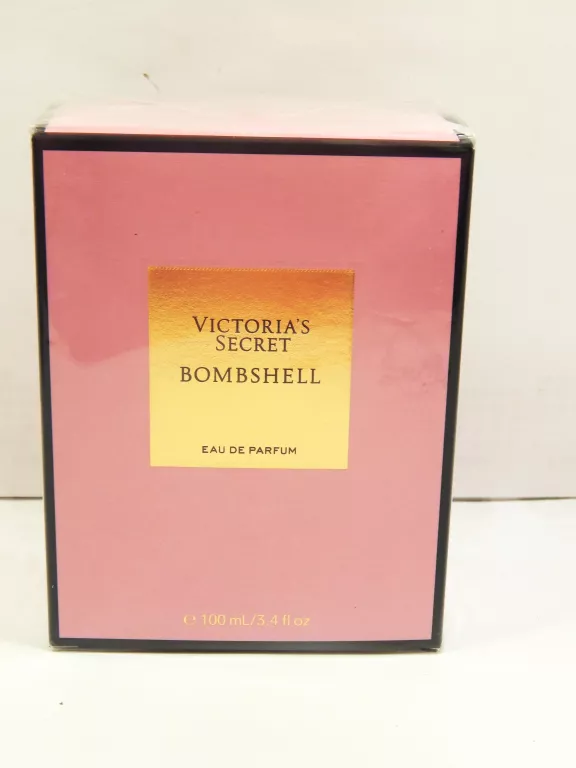 VICTORIA'S
SECRET
BOMBSHELL
EAU DE PARFUM
℮ 100 mL/3.4 fl oz